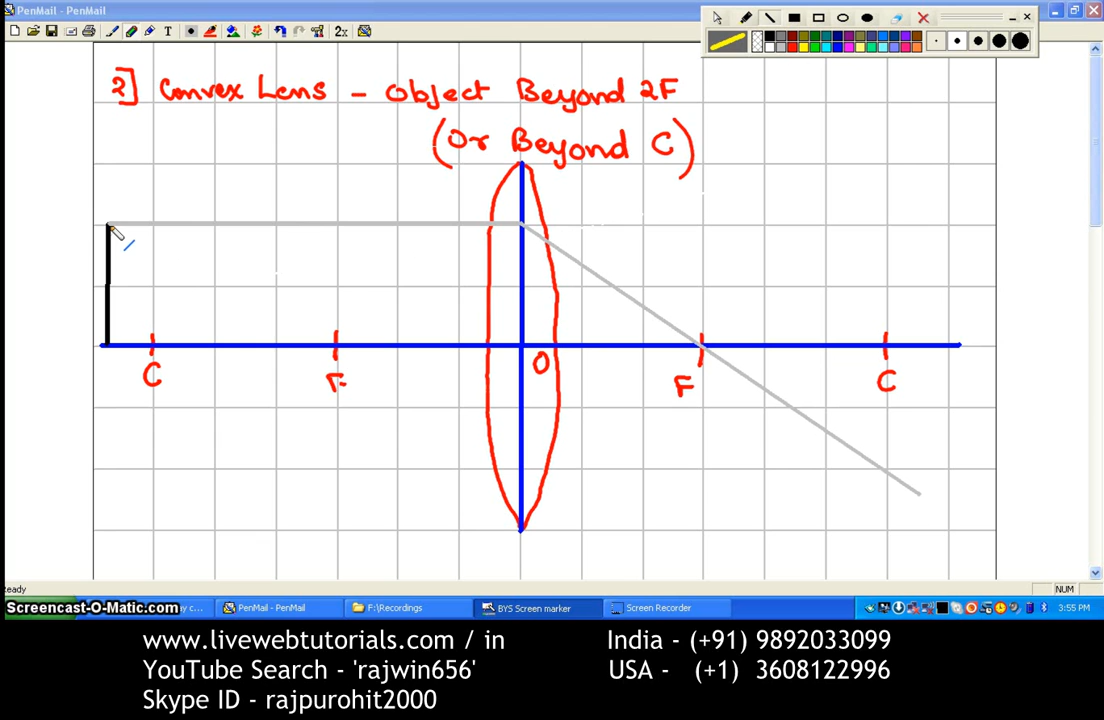 PenMail - PenMail
T
2x
2] Convex Lens - Object Beyond 2F
(Or Beyond C)
C F O F C
eady NUM
Screencast-O-Matic.com y c... PenMail - PenMail F:\Recordings BYS Screen marker Screen Recorder 3:55 PM
www.livewebtutorials.com / in India - (+91) 9892033099
YouTube Search - 'rajwin656' USA - (+1) 3608122996
Skype ID - rajpurohit2000